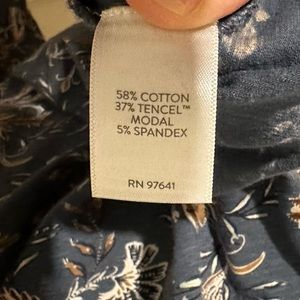 58% COTTON
37% TENCEL™
MODAL
5% SPANDEX
RN 97641